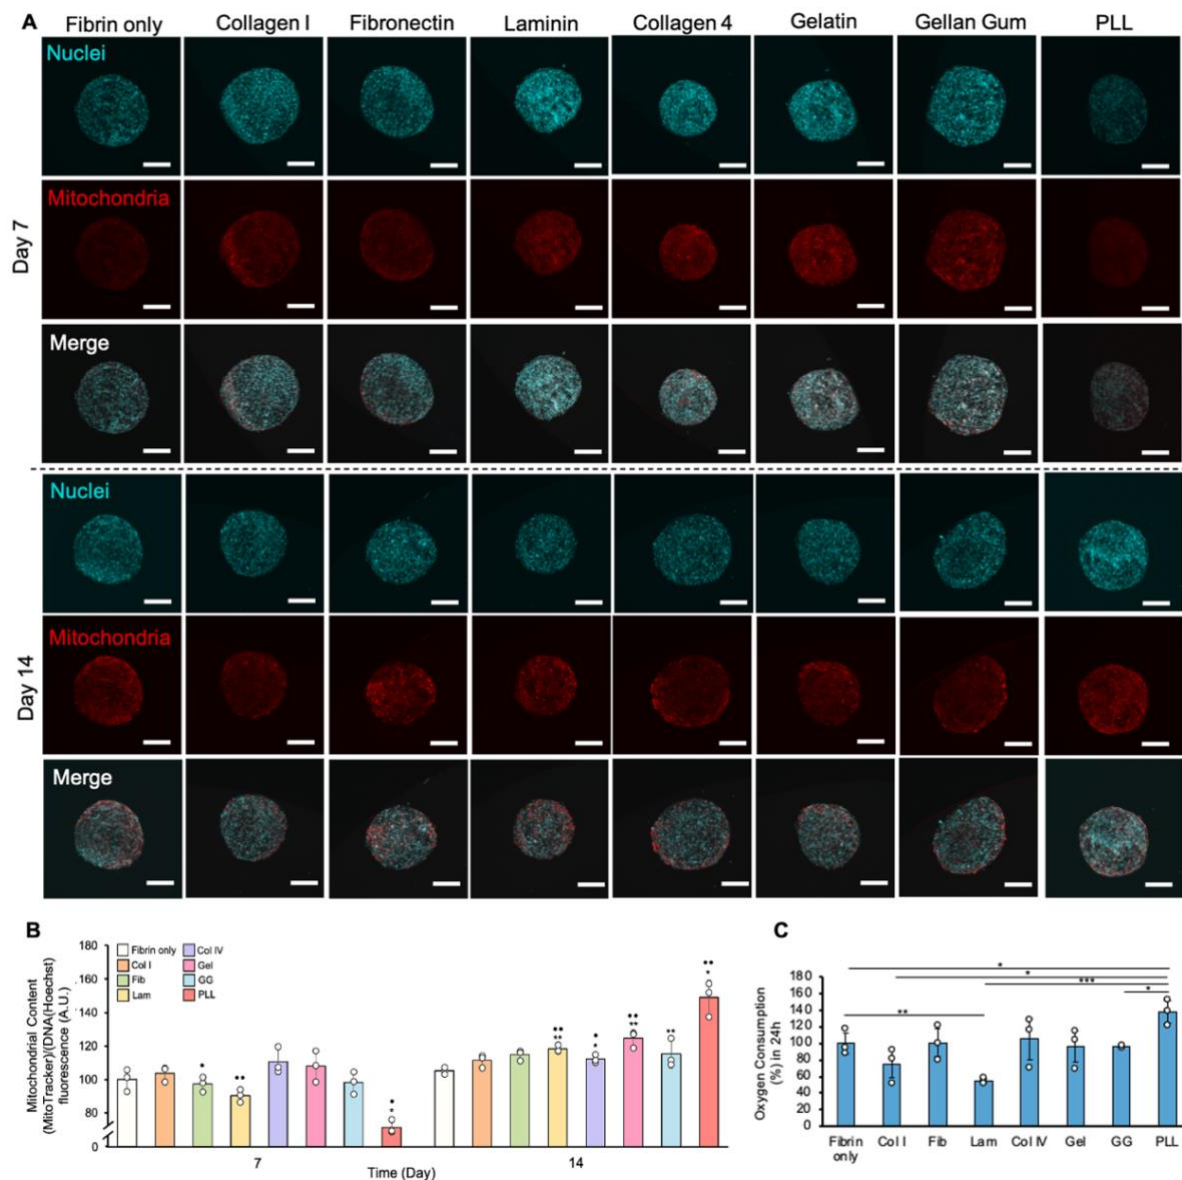 A
Fibrin only Collagen I Fibronectin Laminin Collagen 4 Gelatin Gellan Gum PLL
Day 7
Nuclei
Mitochondria
Merge
Day 14
Nuclei
Mitochondria
Merge
B
Mitochondrial Content
(MitoTracker)/(DNA(Hoechst)
fluorescence (A.U.)
180
160
140
120
100
80
0
Fibrin only Col IV
Col I Gel
Fib GG
Lam PLL
7 14
Time (Day)
C
Oxygen Consumption
(%) in 24h
180
160
140
120
100
80
60
40
20
0
*
*
***
*
**
Fibrin only Col I Fib Lam Col IV Gel GG PLL